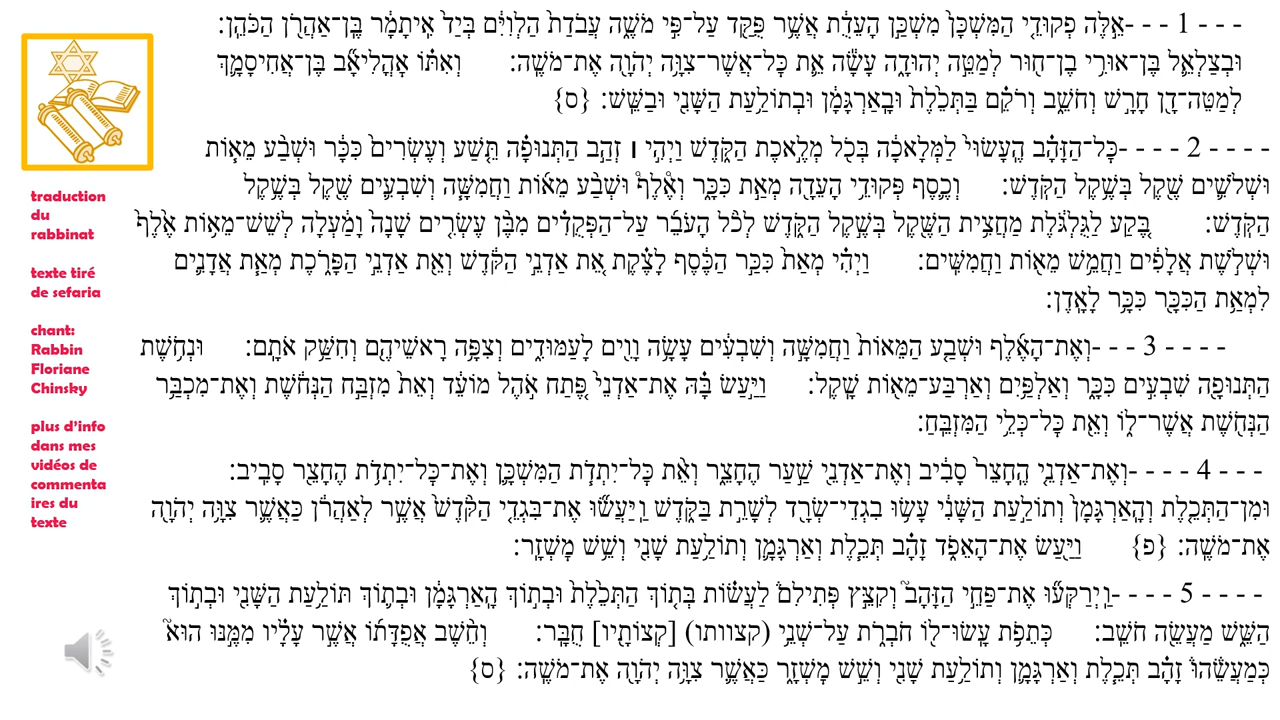 - - - 1 - - - -אֵ֣לֶּה פְקוּדֵ֤י הַמִּשְׁכָּן֙ מִשְׁכַּ֣ן הָעֵדֻ֔ת אֲשֶׁ֥ר פֻּקַּ֖ד עַל־פִּ֣י מֹשֶׁ֑ה עֲבֹדַת֙ הַלְוִיִּ֔ם בְּיַד֙ אִֽיתָמָ֔ר בֶּֽן־אַהֲרֹ֖ן הַכֹּהֵֽן׃
וּבְצַלְאֵ֛ל בֶּן־אוּרִ֥י בֶן־ח֖וּר לְמַטֵּ֣ה יְהוּדָ֑ה עָשָׂ֕ה אֵ֛ת כׇּל־אֲשֶׁר־צִוָּ֥ה יְהֹוָ֖ה אֶת־מֹשֶֽׁה׃ וְאִתּ֗וֹ אׇהֳלִיאָ֞ב בֶּן־אֲחִיסָמָ֛ךְ
לְמַטֵּה־דָ֖ן חָרָ֣שׁ וְחֹשֵׁ֑ב וְרֹקֵ֗ם בַּתְּכֵ֙לֶת֙ וּבָֽאַרְגָּמָ֔ן וּבְתוֹלַ֥עַת הַשָּׁנִ֖י וּבַשֵּֽׁשׁ׃ {ס}
- - - - 2 - - - -כׇּל־הַזָּהָ֗ב הֶֽעָשׂוּי֙ לַמְּלָאכָ֔ה בְּכֹ֖ל מְלֶ֣אכֶת הַקֹּ֑דֶשׁ וַיְהִ֣י ׀ זְהַ֣ב הַתְּנוּפָ֗ה תֵּ֤שַׁע וְעֶשְׂרִים֙ כִּכָּ֔ר וּשְׁבַ֨ע מֵא֧וֹת
וּשְׁלֹשִׁ֛ים שֶׁ֖קֶל בְּשֶׁ֥קֶל הַקֹּֽדֶשׁ׃ וְכֶ֛סֶף פְּקוּדֵ֥י הָעֵדָ֖ה מְאַ֣ת כִּכָּ֑ר וְאֶ֩לֶף֩ וּשְׁבַ֨ע מֵא֜וֹת וַחֲמִשָּׁ֧ה וְשִׁבְעִ֛ים שֶׁ֖קֶל בְּשֶׁ֥קֶל
הַקֹּֽדֶשׁ׃ בֶּ֚קַע לַגֻּלְגֹּ֔לֶת מַחֲצִ֥ית הַשֶּׁ֖קֶל בְּשֶׁ֣קֶל הַקֹּ֑דֶשׁ לְכֹ֨ל הָעֹבֵ֜ר עַל־הַפְּקֻדִ֗ים מִבֶּ֨ן עֶשְׂרִ֤ים שָׁנָה֙ וָמַ֔עְלָה לְשֵׁשׁ־מֵא֥וֹת אֶ֙לֶף֙
וּשְׁלֹ֣שֶׁת אֲלָפִ֔ים וַחֲמֵ֥שׁ מֵא֖וֹת וַחֲמִשִּֽׁים׃ וַיְהִ֗י מְאַת֙ כִּכַּ֣ר הַכֶּ֔סֶף לָצֶ֗קֶת אֵ֚ת אַדְנֵ֣י הַקֹּ֔דֶשׁ וְאֵ֖ת אַדְנֵ֣י הַפָּרֹ֑כֶת מְאַ֧ת אֲדָנִ֛ים
לִמְאַ֥ת הַכִּכָּ֖ר כִּכָּ֥ר לָאָֽדֶן׃
- - - - 3 - - -וְאֶת־הָאֶ֜לֶף וּשְׁבַ֤ע הַמֵּאוֹת֙ וַחֲמִשָּׁ֣ה וְשִׁבְעִ֔ים עָשָׂ֥ה וָוִ֖ים לָעַמּוּדִ֑ים וְצִפָּ֥ה רָאשֵׁיהֶ֖ם וְחִשַּׁ֥ק אֹתָֽם׃ וּנְחֹ֥שֶׁת
הַתְּנוּפָ֖ה שִׁבְעִ֣ים כִּכָּ֑ר וְאַלְפַּ֥יִם וְאַרְבַּע־מֵא֖וֹת שָֽׁקֶל׃ וַיַּ֣עַשׂ בָּ֗הּ אֶת־אַדְנֵי֙ פֶּ֚תַח אֹ֣הֶל מוֹעֵ֔ד וְאֵת֙ מִזְבַּ֣ח הַנְּחֹ֔שֶׁת וְאֶת־מִכְבַּ֥ר
הַנְּחֹ֖שֶׁת אֲשֶׁר־ל֑וֹ וְאֵ֖ת כׇּל־כְּלֵ֥י הַמִּזְבֵּֽחַ׃
- - - 4 - - - -וְאֶת־אַדְנֵ֤י הֶֽחָצֵר֙ סָבִ֔יב וְאֶת־אַדְנֵ֖י שַׁ֣עַר הֶחָצֵ֑ר וְאֵ֨ת כׇּל־יִתְדֹ֧ת הַמִּשְׁכָּ֛ן וְאֶת־כׇּל־יִתְדֹ֥ת הֶחָצֵ֖ר סָבִֽיב׃
וּמִן־הַתְּכֵ֤לֶת וְהָֽאַרְגָּמָן֙ וְתוֹלַ֣עַת הַשָּׁנִ֔י עָשׂ֥וּ בִגְדֵי־שְׂרָ֖ד לְשָׁרֵ֣ת בַּקֹּ֑דֶשׁ וַֽיַּעֲשׂ֞וּ אֶת־בִּגְדֵ֤י הַקֹּ֙דֶשׁ֙ אֲשֶׁ֣ר לְאַהֲרֹ֔ן כַּאֲשֶׁ֛ר צִוָּ֥ה יְהֹוָ֖ה
אֶת־מֹשֶֽׁה׃ {פ} וַיַּ֖עַשׂ אֶת־הָאֵפֹ֑ד זָהָ֗ב תְּכֵ֧לֶת וְאַרְגָּמָ֛ן וְתוֹלַ֥עַת שָׁנִ֖י וְשֵׁ֥שׁ מׇשְׁזָֽר׃
- - - - 5 - - - -וַֽיְרַקְּע֞וּ אֶת־פַּחֵ֣י הַזָּהָב֮ וְקִצֵּ֣ץ פְּתִילִם֒ לַעֲשׂ֗וֹת בְּת֤וֹךְ הַתְּכֵ֙לֶת֙ וּבְת֣וֹךְ הָֽאַרְגָּמָ֔ן וּבְת֛וֹךְ תּוֹלַ֥עַת הַשָּׁנִ֖י וּבְת֣וֹךְ
הַשֵּׁ֑שׁ מַעֲשֵׂ֖ה חֹשֵֽׁב׃ כְּתֵפֹ֥ת עָֽשׂוּ־ל֖וֹ חֹבְרֹ֑ת עַל־שְׁנֵ֥י (קצוותו) [קְצוֹתָ֖יו] חֻבָּֽר׃ וְחֵ֨שֶׁב אֲפֻדָּת֜וֹ אֲשֶׁ֣ר עָלָ֗יו מִמֶּ֣נּוּ הוּא֮
כְּמַעֲשֵׂ֒הוּ֒ זָהָ֗ב תְּכֵ֧לֶת וְאַרְגָּמָ֛ן וְתוֹלַ֥עַת שָׁנִ֖י וְשֵׁ֣שׁ מׇשְׁזָ֑ר כַּאֲשֶׁ֛ר צִוָּ֥ה יְהֹוָ֖ה אֶת־מֹשֶֽׁה׃ {ס}
traduction
du
rabbinat
texte tiré
de sefaria
chant:
Rabbin
Floriane
Chinsky
plus d'info
dans mes
vidéos de
commenta
ires du
texte